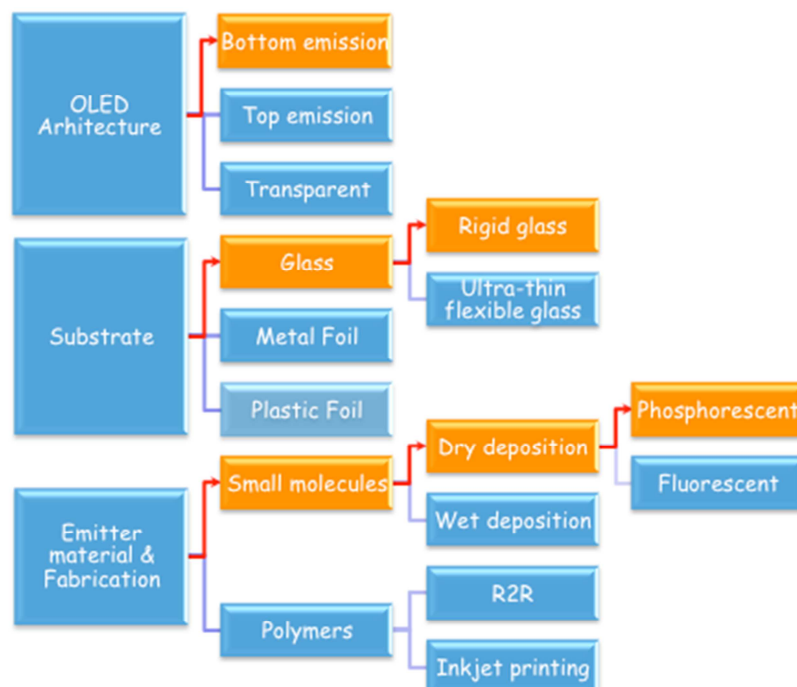 OLED
Arhitecture
Bottom emission
Top emission
Transparent
Substrate
Glass
Rigid glass
Ultra-thin
flexible glass
Metal Foil
Plastic Foil
Emitter
material &
Fabrication
Small molecules
Dry deposition
Phosphorescent
Fluorescent
Wet deposition
Polymers
R2R
Inkjet printing